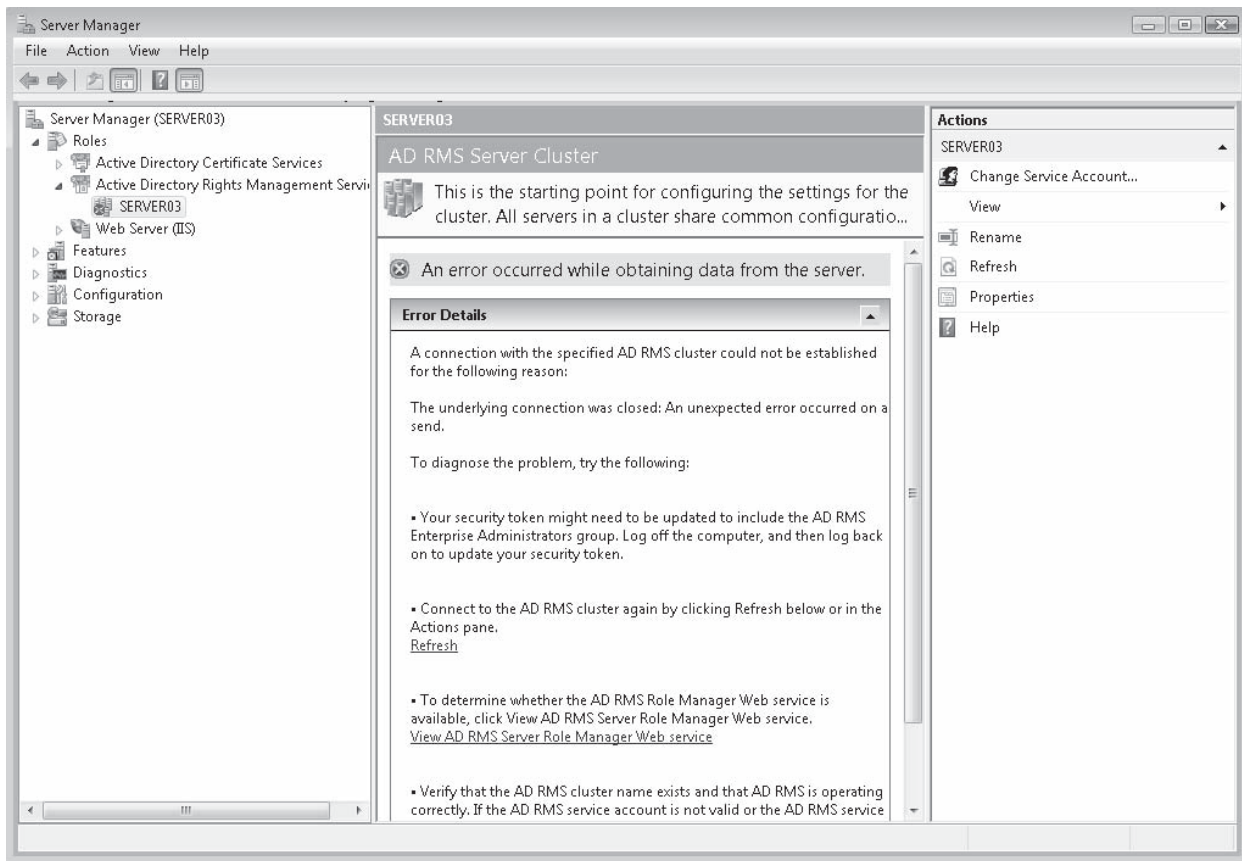 Server Manager
File Action View Help
Server Manager (SERVER03)
Roles
Active Directory Certificate Services
Active Directory Rights Management Servi
SERVER03
Web Server (IIS)
Features
Diagnostics
Configuration
Storage
SERVER03
AD RMS Server Cluster
This is the starting point for configuring the settings for the
cluster. All servers in a cluster share common configuratio...
An error occurred while obtaining data from the server.
Error Details
A connection with the specified AD RMS cluster could not be established
for the following reason:
The underlying connection was closed: An unexpected error occurred on a
send.
To diagnose the problem, try the following:
▪ Your security token might need to be updated to include the AD RMS
Enterprise Administrators group. Log off the computer, and then log back
on to update your security token.
▪ Connect to the AD RMS cluster again by clicking Refresh below or in the
Actions pane.
Refresh
▪ To determine whether the AD RMS Role Manager Web service is
available, click View AD RMS Server Role Manager Web service.
View AD RMS Server Role Manager Web service
▪ Verify that the AD RMS cluster name exists and that AD RMS is operating
correctly. If the AD RMS service account is not valid or the AD RMS service
Actions
SERVER03
Change Service Account...
View
Rename
Refresh
Properties
Help